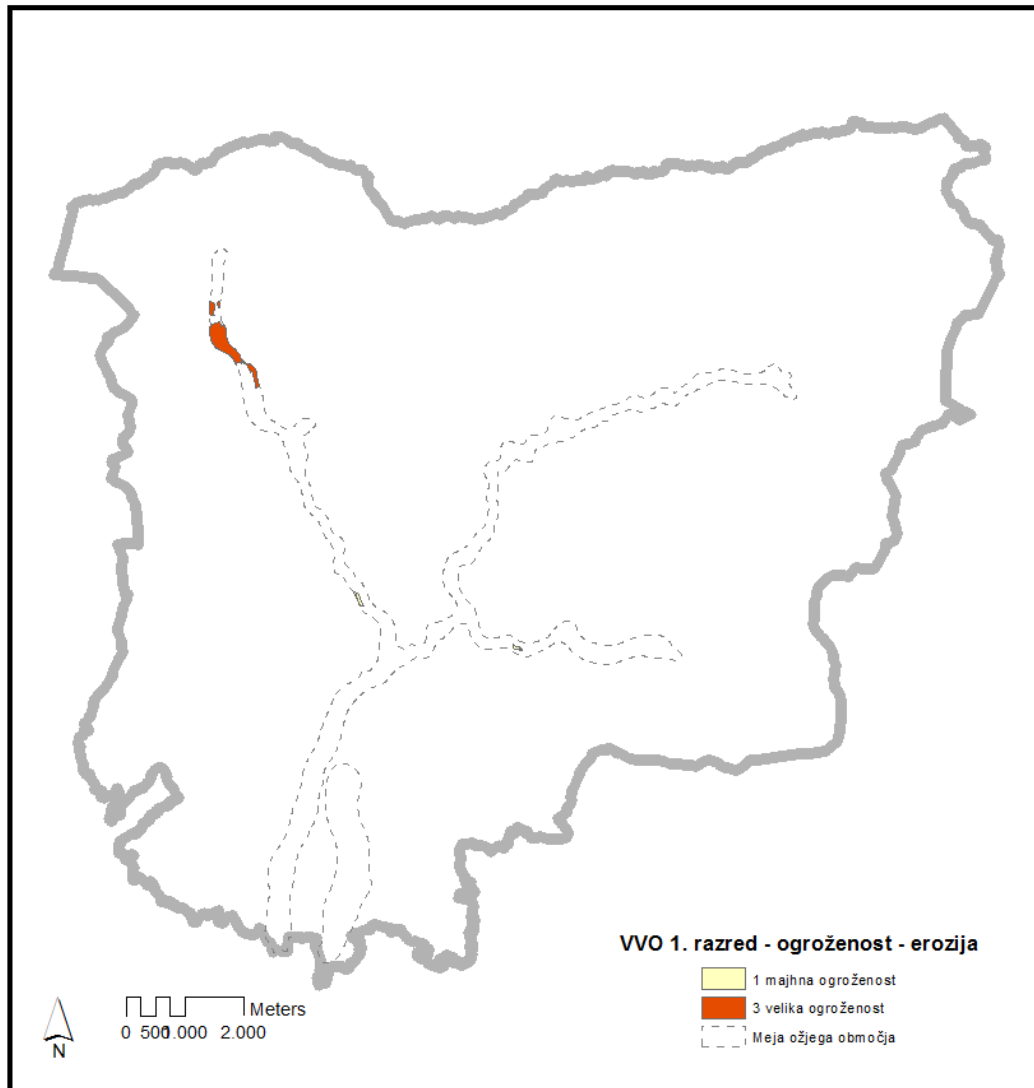 VVO 1. razred - ogroženost - erozija
1 majhna ogroženost
3 velika ogroženost
Meja ožjega območja
Meters
0 500 1.000 2.000
N